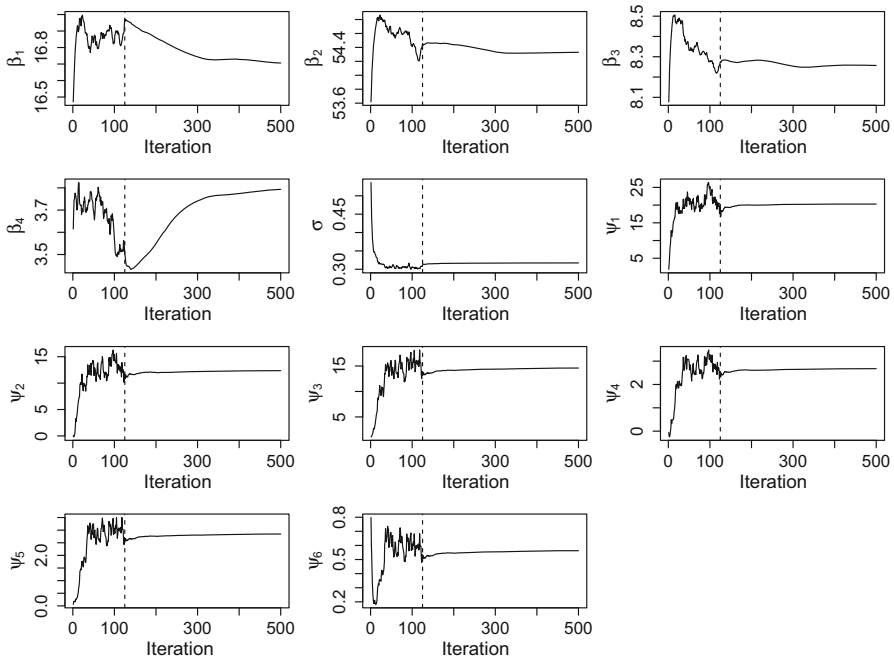 β1
16.5 16.8
0 100 300 500
Iteration
β2
53.6 54.4
0 100 300 500
Iteration
β3
8.1 8.3 8.5
0 100 300 500
Iteration
β4
3.5 3.7
0 100 300 500
Iteration
σ
0.30 0.45
0 100 300 500
Iteration
ψ1
5 15 20 25
0 100 300 500
Iteration
ψ2
0 5 15
0 100 300 500
Iteration
ψ3
5 15
0 100 300 500
Iteration
ψ4
0 2
0 100 300 500
Iteration
ψ5
0.0 2.0
0 100 300 500
Iteration
ψ6
0.2 0.5 0.8
0 100 300 500
Iteration